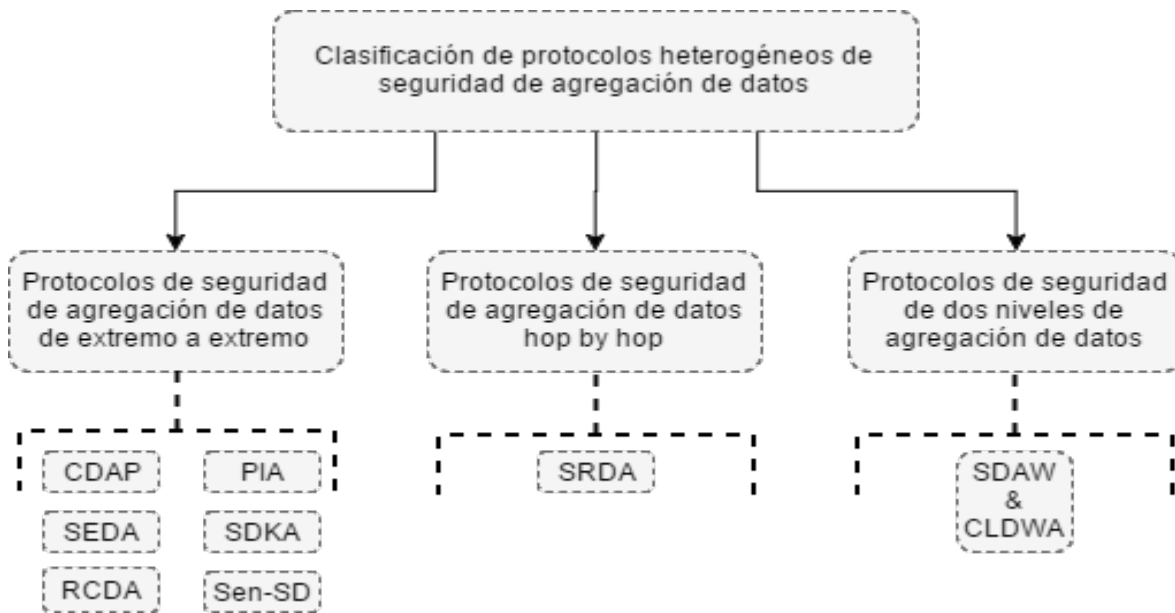 Clasificación de protocolos heterogéneos de
seguridad de agregación de datos
Protocolos de seguridad
de agregación de datos
de extremo a extremo
Protocolos de seguridad
de agregación de datos
hop by hop
Protocolos de seguridad
de dos niveles de
agregación de datos
CDAP
PIA
SEDA
SDKA
RCDA
Sen-SD
SRDA
SDAW
&
CLDWA